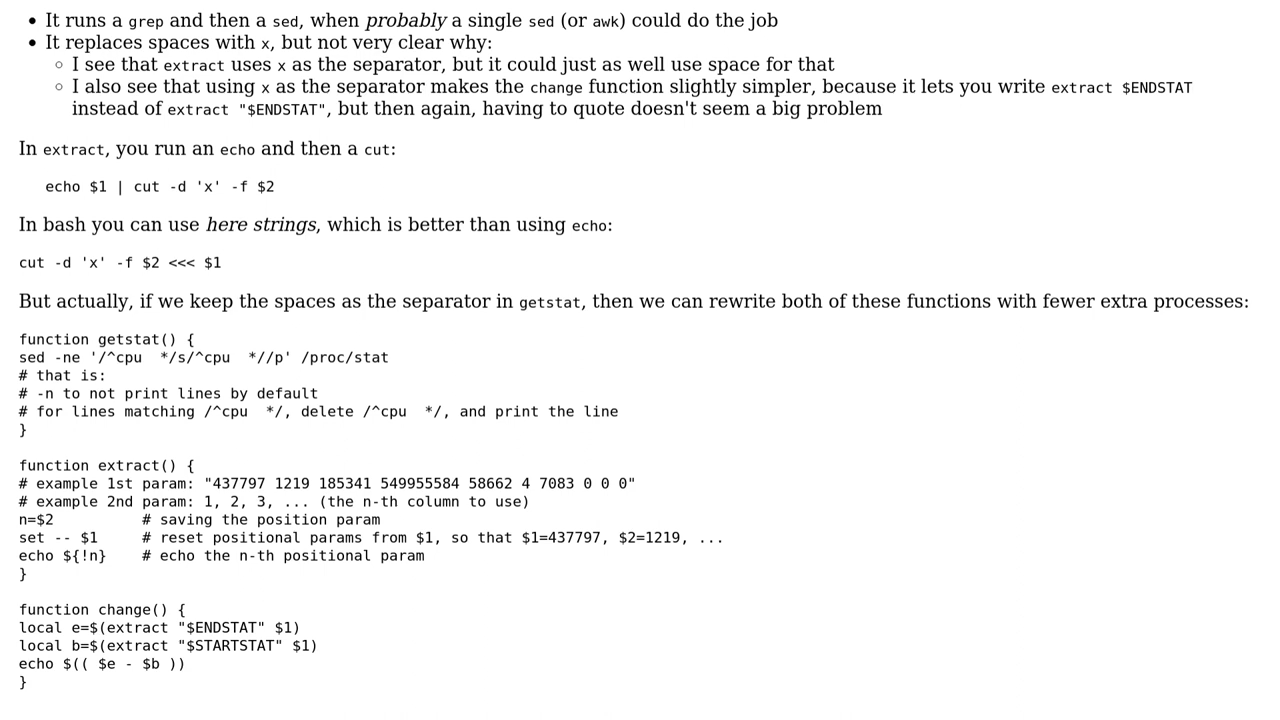 • It runs a grep and then a sed, when probably a single sed (or awk) could do the job
• It replaces spaces with x, but not very clear why:
◦ I see that extract uses x as the separator, but it could just as well use space for that
◦ I also see that using x as the separator makes the change function slightly simpler, because it lets you write extract $ENDSTAT
instead of extract "$ENDSTAT", but then again, having to quote doesn't seem a big problem
In extract, you run an echo and then a cut:
echo $1 | cut -d 'x' -f $2
In bash you can use here strings, which is better than using echo:
cut -d 'x' -f $2 <<< $1
But actually, if we keep the spaces as the separator in getstat, then we can rewrite both of these functions with fewer extra processes:
function getstat() {
sed -ne '/^cpu  */s/^cpu  *//p' /proc/stat
# that is:
# -n to not print lines by default
# for lines matching /^cpu  */, delete /^cpu  */, and print the line
}
function extract() {
# example 1st param: "437797 1219 185341 549955584 58662 4 7083 0 0 0"
# example 2nd param: 1, 2, 3, ... (the n-th column to use)
n=$2          # saving the position param
set -- $1     # reset positional params from $1, so that $1=437797, $2=1219, ...
echo ${!n}    # echo the n-th positional param
}
function change() {
local e=$(extract "$ENDSTAT" $1)
local b=$(extract "$STARTSTAT" $1)
echo $(( $e - $b ))
}